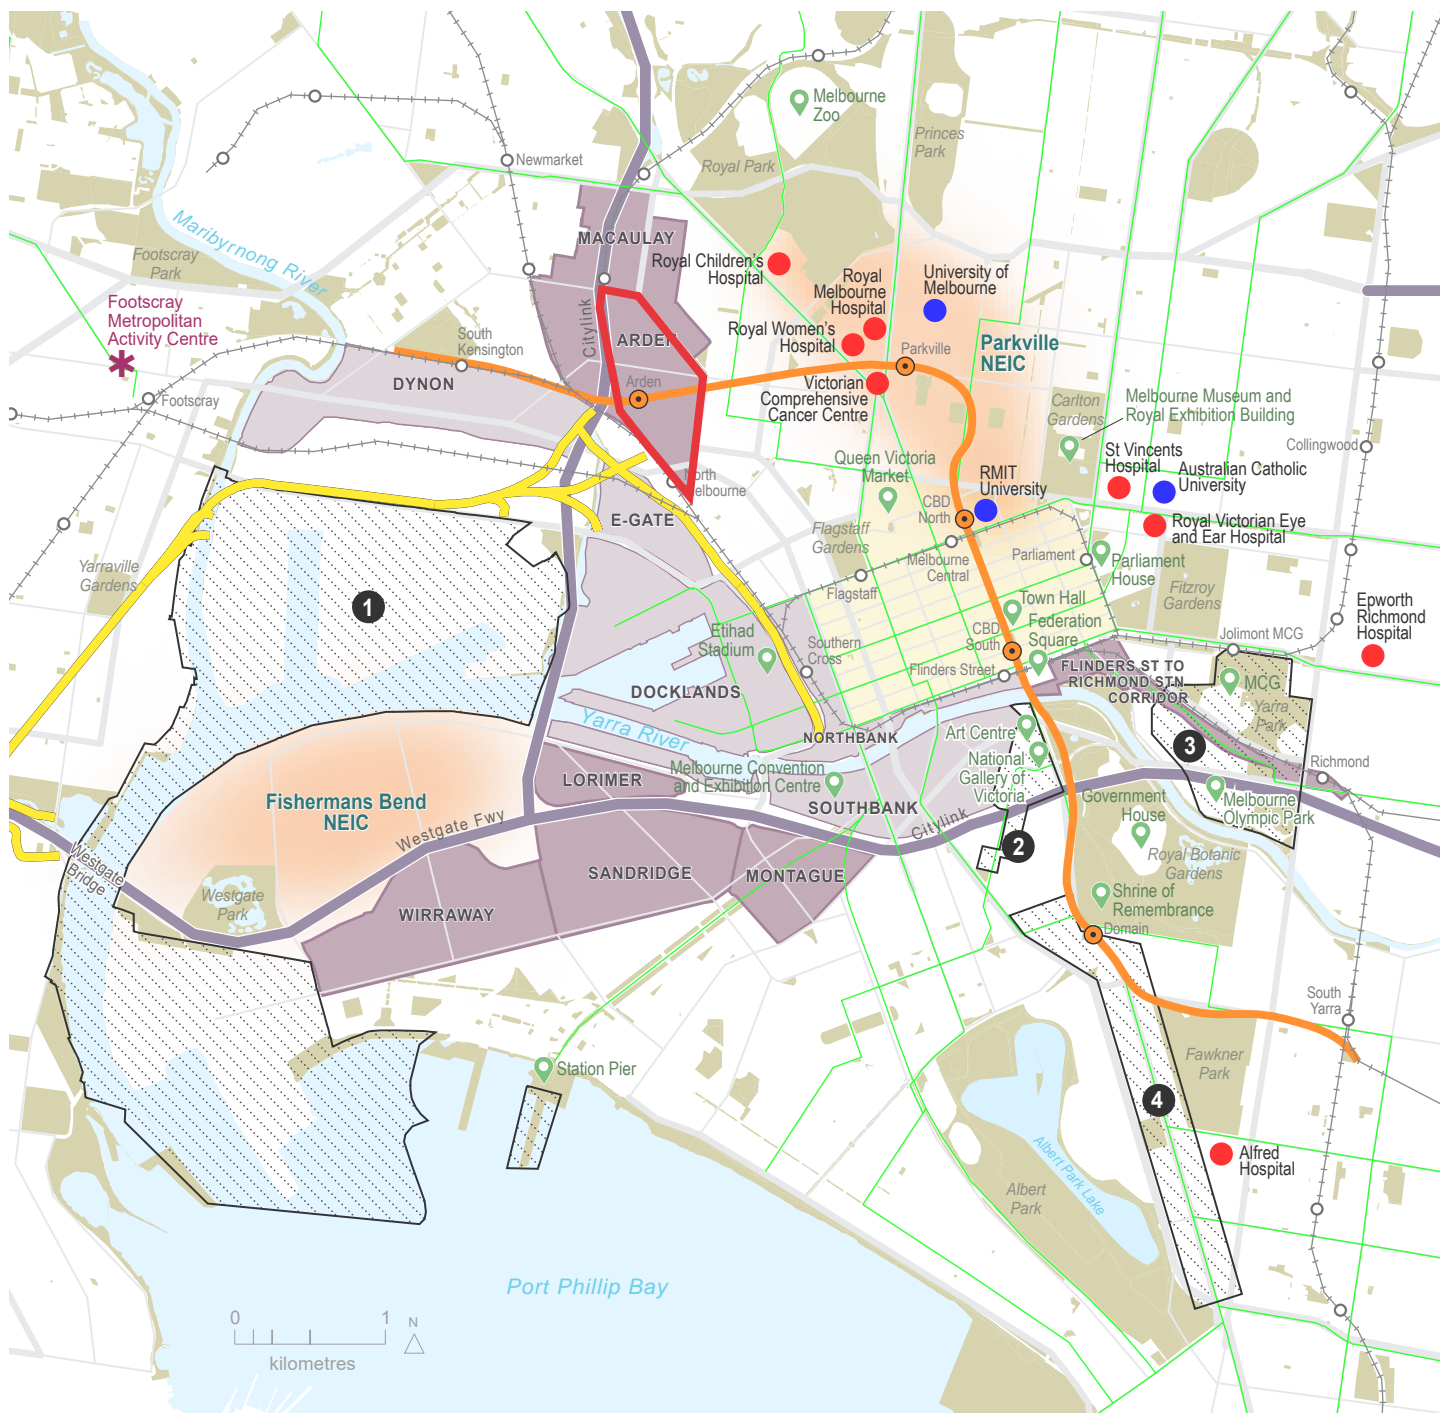 Melbourne
Zoo
Princes
Park
Royal Park
Newmarket
Maribyrnong River
Footscray
Park
MACAULAY
Royal Children's
Hospital
Royal
Melbourne
Hospital
University of
Melbourne
Footscray
Metropolitan
Activity Centre
South
Kensington
Citylink
ARDEN
Royal Women's
Hospital
Parkville
Parkville
NEIC
DYNON
Arden
Victorian
Comprehensive
Cancer Centre
Carlton
Gardens
Melbourne Museum and
Royal Exhibition Building
Footscray
Collingwood
Queen Victoria
Market
St Vincents
Hospital
Australian Catholic
University
RMIT
University
North
Melbourne
CBD
North
E-GATE
Flagstaff
Gardens
Royal Victorian Eye
and Ear Hospital
Melbourne
Central
Parliament
Parliament
House
Yarraville
Gardens
Flagstaff
Fitzroy
Gardens
1
Town Hall
Federation
Square
Epworth
Richmond
Hospital
Etihad
Stadium
Southern
Cross
CBD
South
Jolimont MCG
Flinders Street
FLINDERS ST TO
RICHMOND STN
CORRIDOR
MCG
Yarra
Park
DOCKLANDS
Yarra River
NORTHBANK
Art Centre
3
National
Gallery of
Victoria
Richmond
LORIMER
Melbourne Convention
and Exhibition Centre
SOUTHBANK
Government
House
Melbourne
Olympic Park
Fishermans Bend
NEIC
Westgate Fwy
Citylink
2
Royal Botanic
Gardens
Westgate
Bridge
SANDRIDGE
MONTAGUE
Westgate
Park
WIRRAWAY
Shrine of
Remembrance
Domain
South
Yarra
Station Pier
Fawkner
Park
4
Albert Park Lake
Alfred
Hospital
Albert
Park
Port Phillip Bay
0
1
N
kilometres